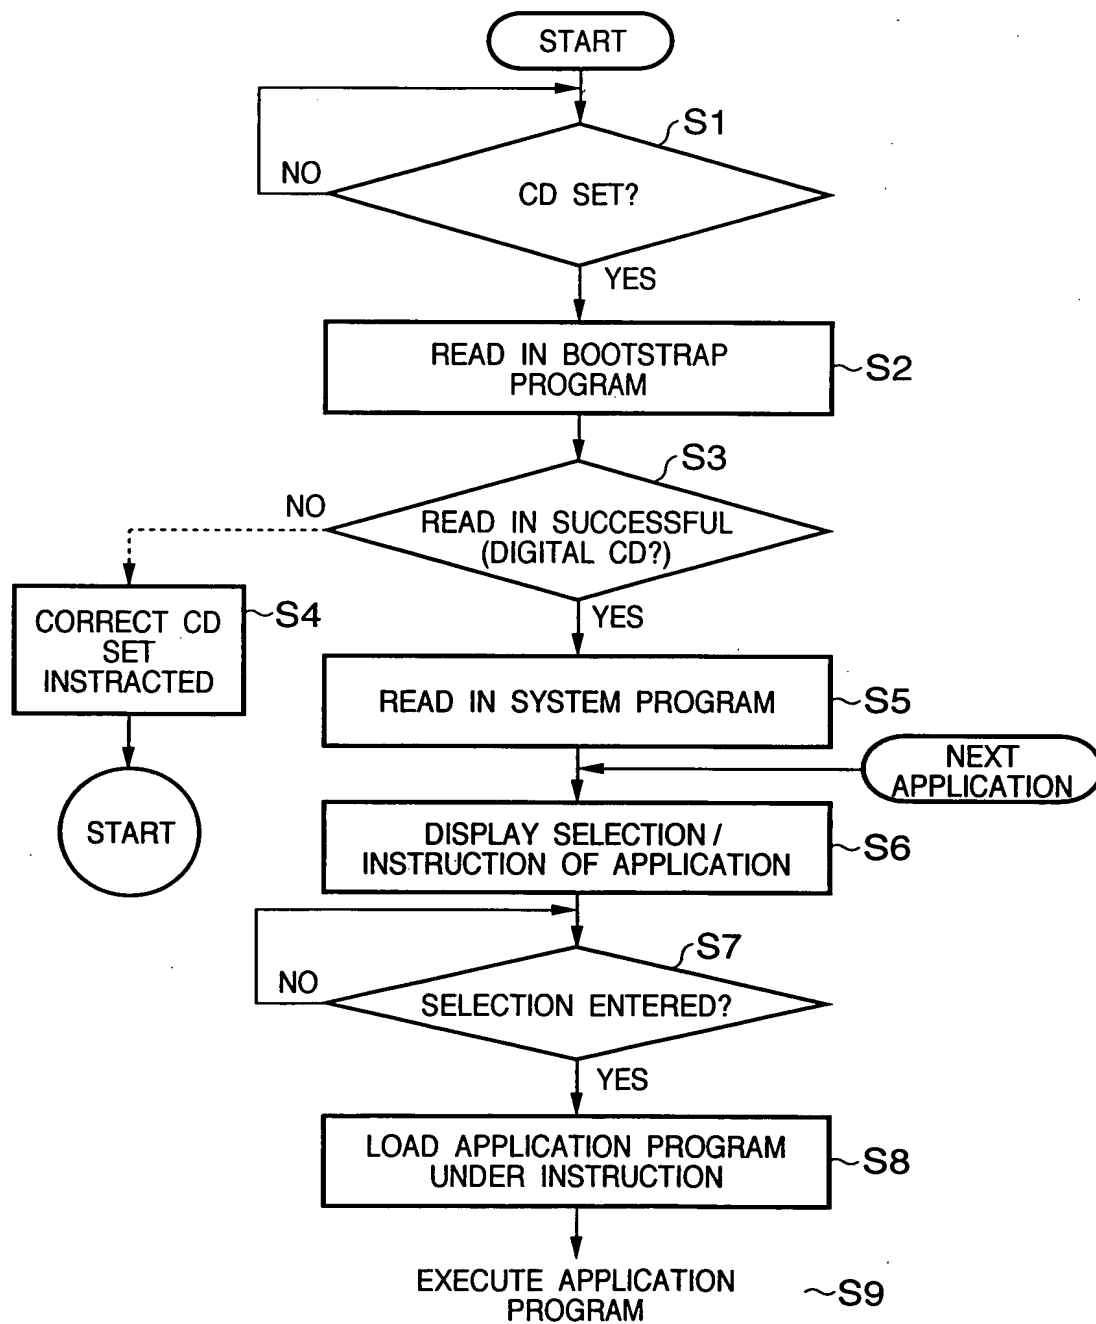 START
S1
NO
CD SET?
YES
READ IN BOOTSTRAP
PROGRAM
S2
S3
NO
READ IN SUCCESSFUL
(DIGITAL CD?)
YES
CORRECT CD
SET
INSTRACTED
S4
READ IN SYSTEM PROGRAM
S5
NEXT
APPLICATION
START
DISPLAY SELECTION/
INSTRUCTION OF APPLICATION
S6
S7
NO
SELECTION ENTERED?
YES
LOAD APPLICATION PROGRAM
UNDER INSTRUCTION
S8
EXECUTE APPLICATION
PROGRAM
S9